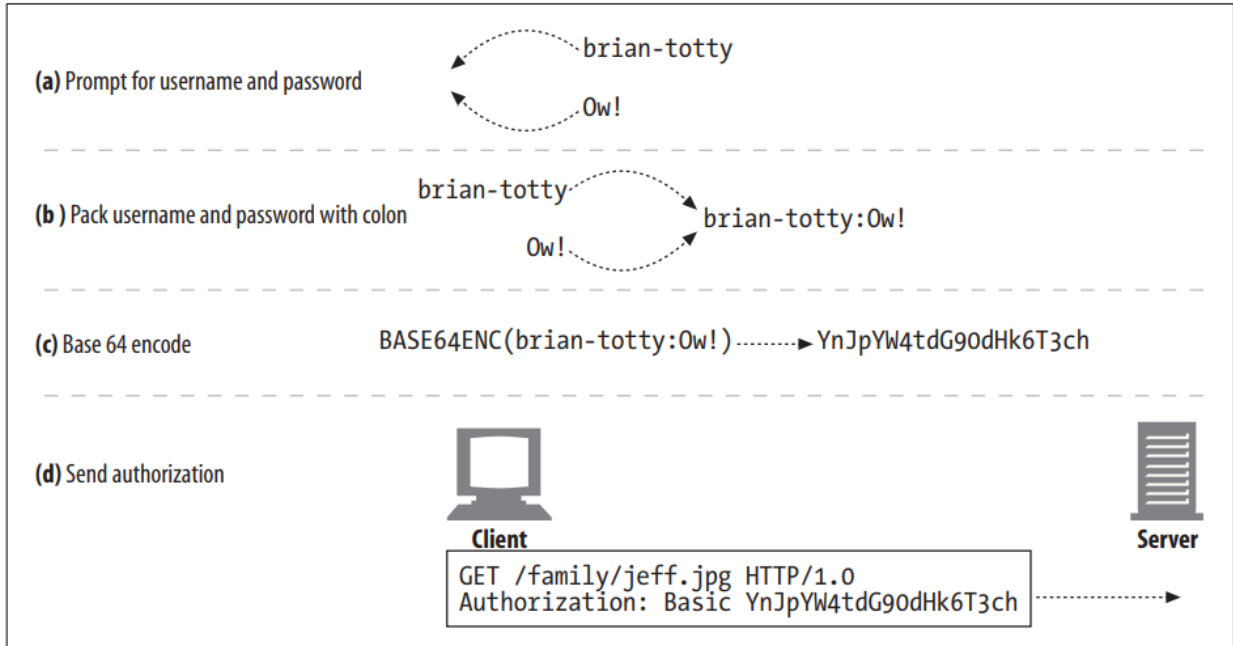 (a) Prompt for username and password
brian-totty
Ow!
(b ) Pack username and password with colon
brian-totty
Ow!
brian-totty:Ow!
(c) Base 64 encode
BASE64ENC(brian-totty:Ow!)
YnJpYW4tdG90dHk6T3ch
(d) Send authorization
Client
Server
GET /family/jeff.jpg HTTP/1.0
Authorization: Basic YnJpYW4tdG90dHk6T3ch